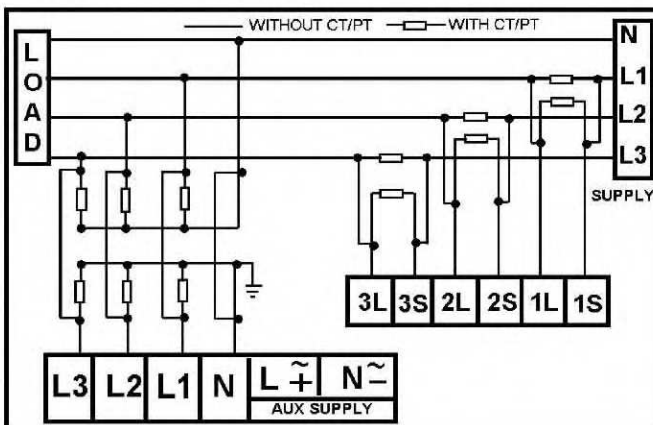 WITHOUT CT/PT WITH CT/PT
LOAD
N
L1
L2
L3
SUPPLY
3L 3S 2L 2S 1L 1S
L3 L2 L1 N L ~+ N ~-
AUX SUPPLY